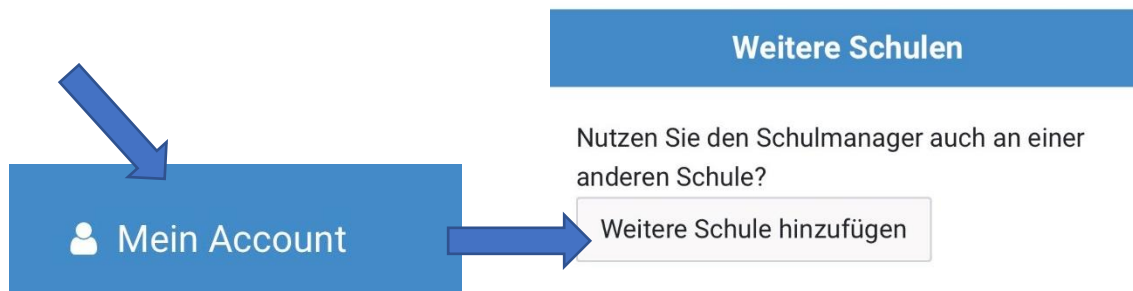 Weitere Schulen
Nutzen Sie den Schulmanager auch an einer
anderen Schule?
Mein Account
Weitere Schule hinzufügen